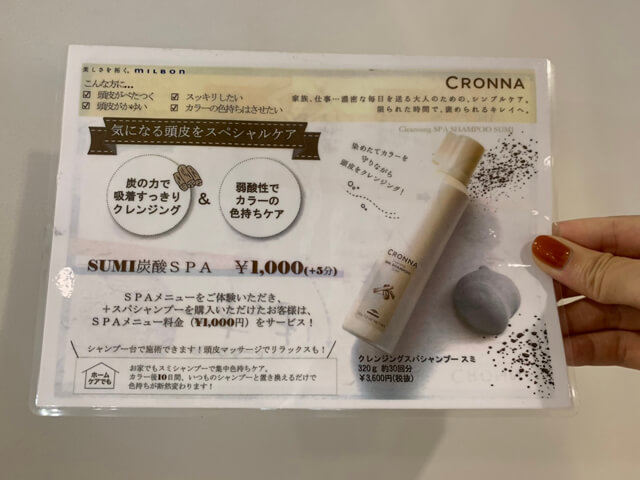 美しさを拓く。 milbon
こんな方に…
☑ 頭皮がべたつく ☑ スッキリしたい
☑ 頭皮がかゆい ☑ カラーの色持ちはさせたい
CRONNA
家族、仕事…濃密な毎日を送る大人のための、シンプルケア。
限られた時間で、褒められるキレイへ。
Cleansing SPA SHAMPOO SUMI
気になる頭皮をスペシャルケア
炭の力で
吸着すっきり
クレンジング
&
弱酸性で
カラーの
色持ちケア
染めたてカラーを
守りながら
頭皮をクレンジング！
CRONNA
SUMI炭酸SPA ¥1,000(+5分)
SPAメニューをご体験いただき、
＋スパシャンプーを購入いただけたお客様は、
SPAメニュー料金（¥1,000円）をサービス！
シャンプー台で施術できます！頭皮マッサージでリラックスも！
ホーム
ケアでも
お家でもスミシャンプーで集中色持ちケア。
カラー後10日間、いつものシャンプーと置き換えるだけで
色持ちが断然変わります！
クレンジングスパシャンプー スミ
320g 約30回分
¥3,600円(税抜)